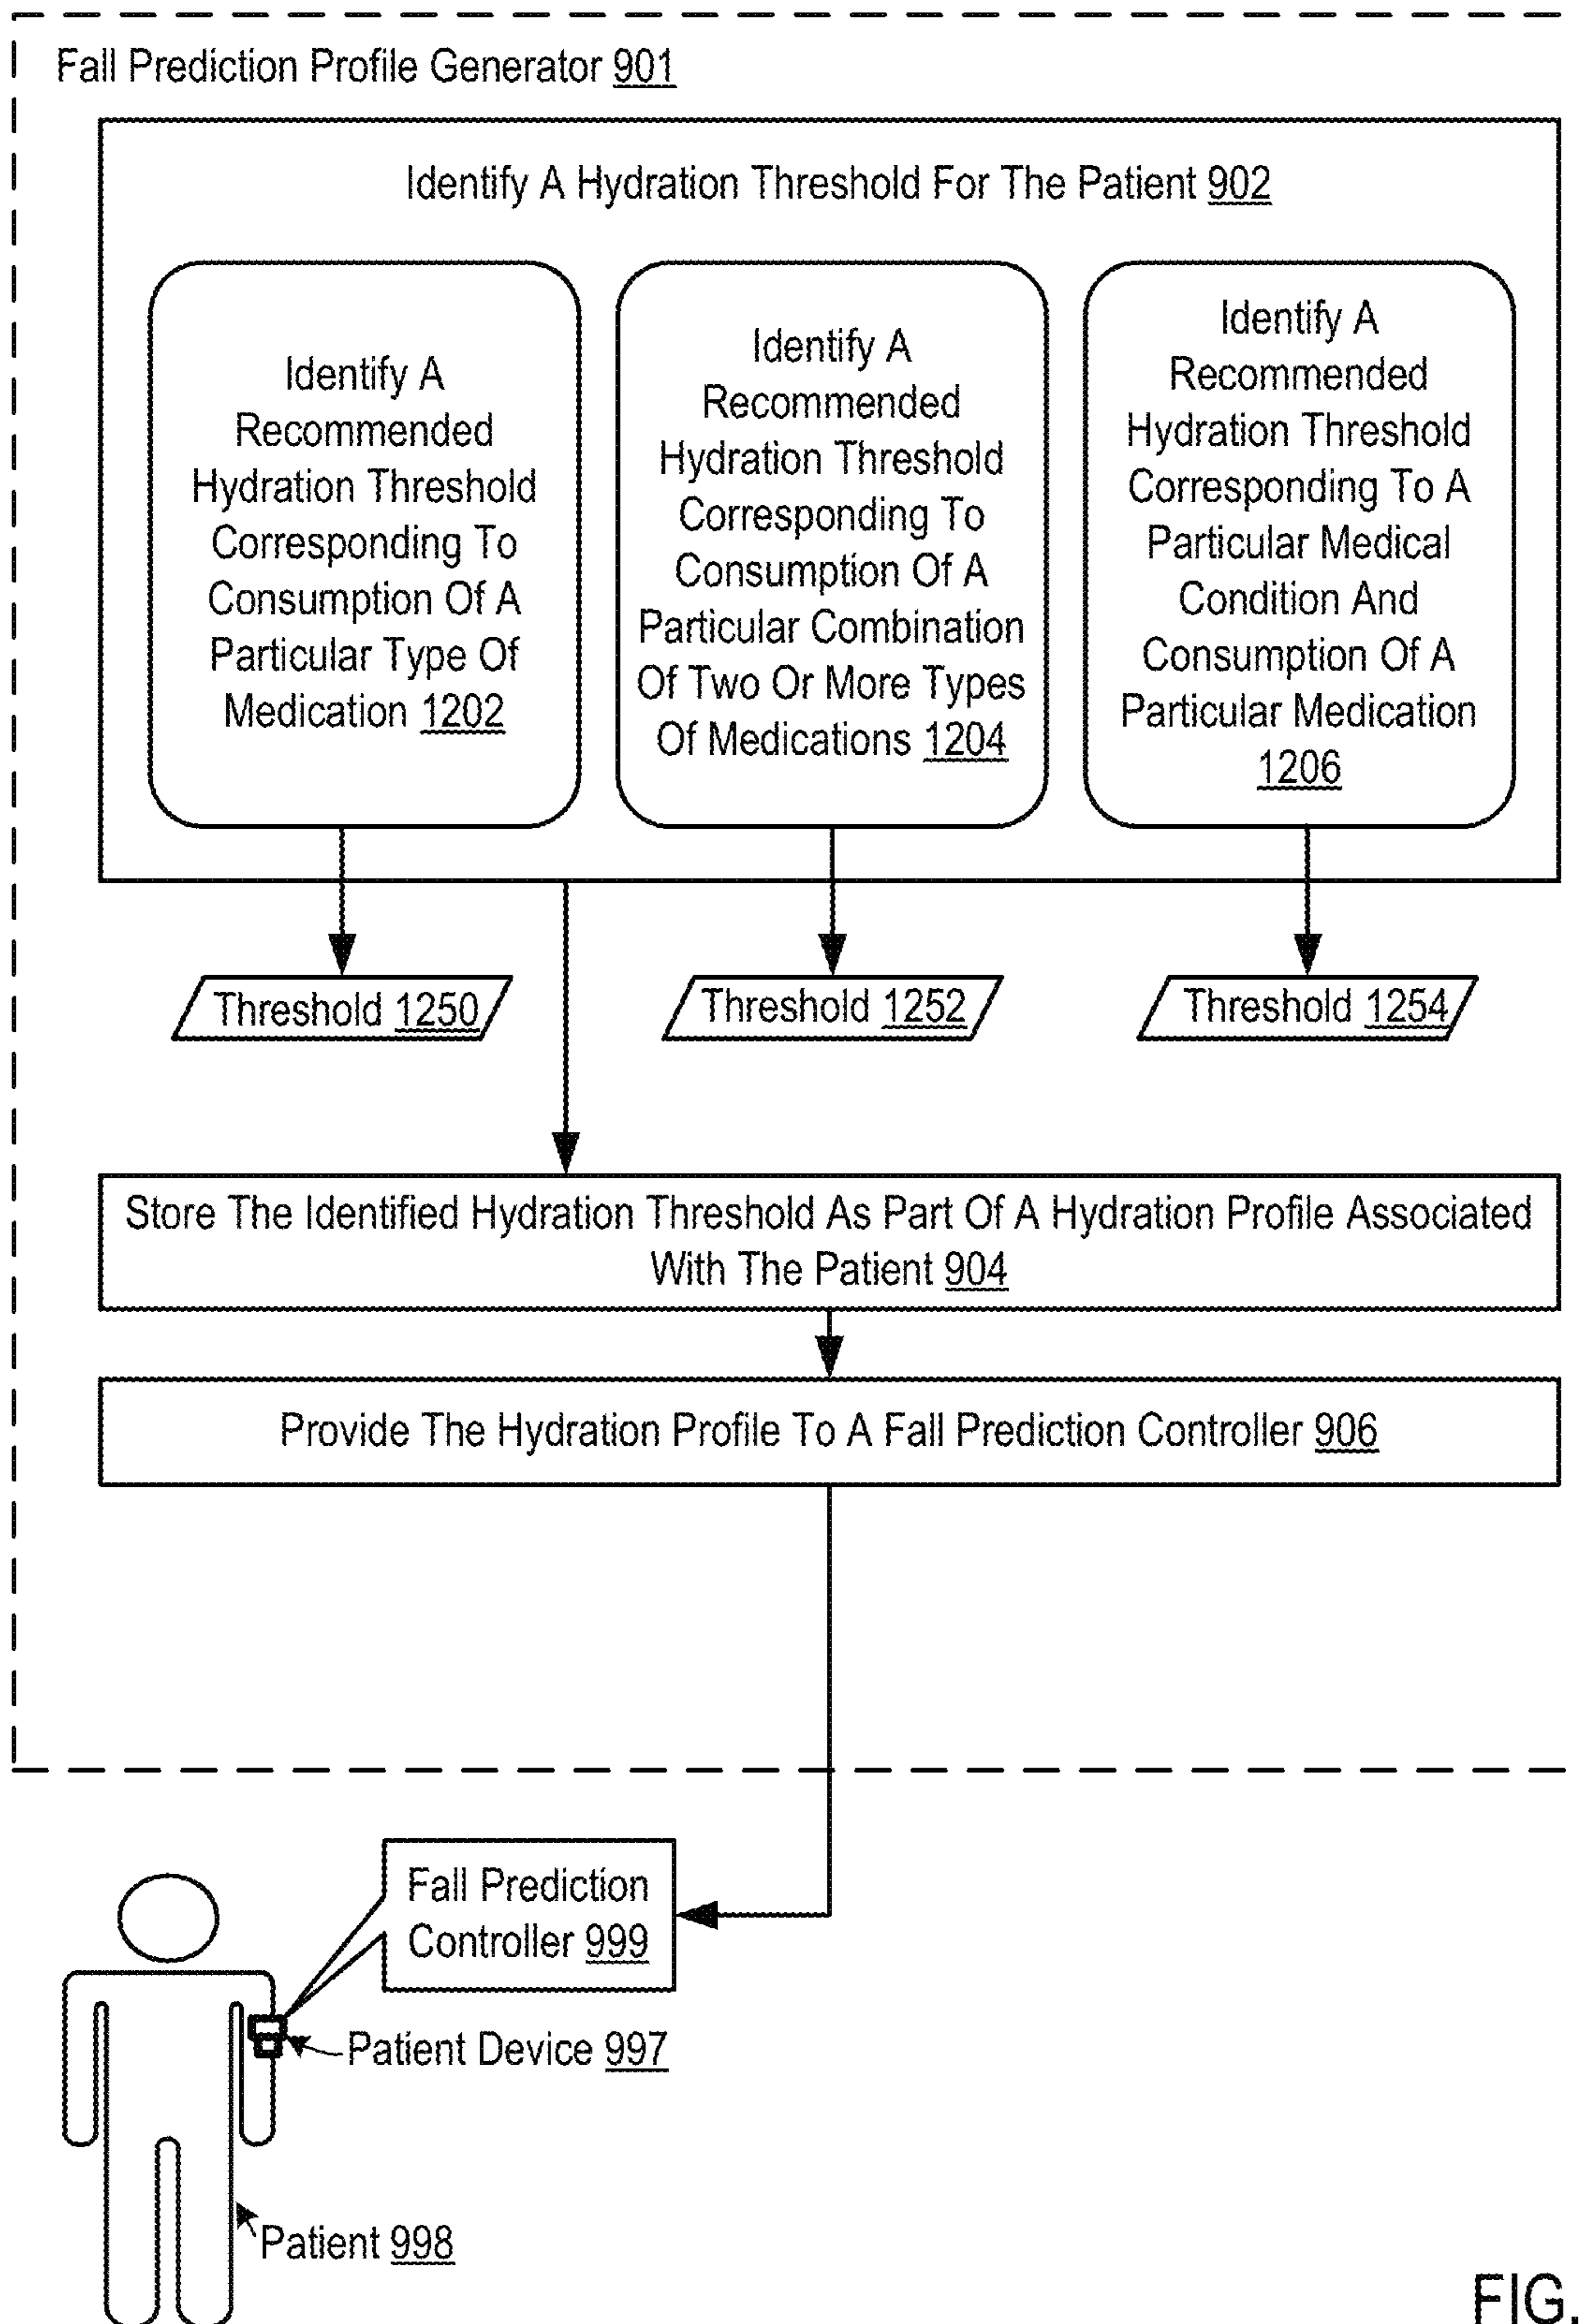 Fall Prediction Profile Generator 901
Identify A Hydration Threshold For The Patient 902
Identify A
Recommended
Hydration Threshold
Corresponding To
Consumption Of A
Particular Type Of
Medication 1202
Identify A
Recommended
Hydration Threshold
Corresponding To
Consumption Of A
Particular Combination
Of Two Or More Types
Of Medications 1204
Identify A
Recommended
Hydration Threshold
Corresponding To A
Particular Medical
Condition And
Consumption Of A
Particular Medication
1206
Threshold 1250
Threshold 1252
Threshold 1254
Store The Identified Hydration Threshold As Part Of A Hydration Profile Associated
With The Patient 904
Provide The Hydration Profile To A Fall Prediction Controller 906
Fall Prediction
Controller 999
Patient Device 997
Patient 998
FIG.